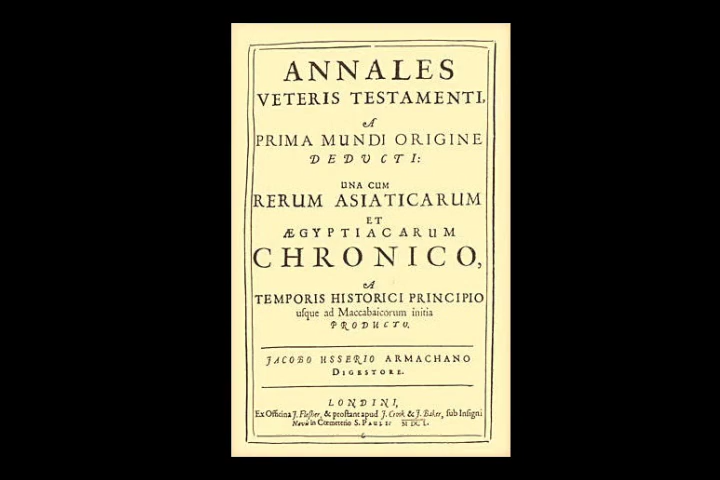 ANNALES
VETERIS TESTAMENTI,
A
PRIMA MUNDI ORIGINE
DEDUCTI:
UNA CUM
RERUM ASIATICARUM
ET
ÆGYPTIACARUM
CHRONICO,
A
TEMPORIS HISTORICI PRINCIPIO
usque ad Maccabaicorum initia
PRODUCTO.
JACOBO USSERIO ARMACHANO
DIGESTORE.
LONDINI,
Ex Officina J. Flesher, & prostant apud J. Crook & J. Baker, sub Insigni
Navis in Cœmeterio S. PAULI MDCL.